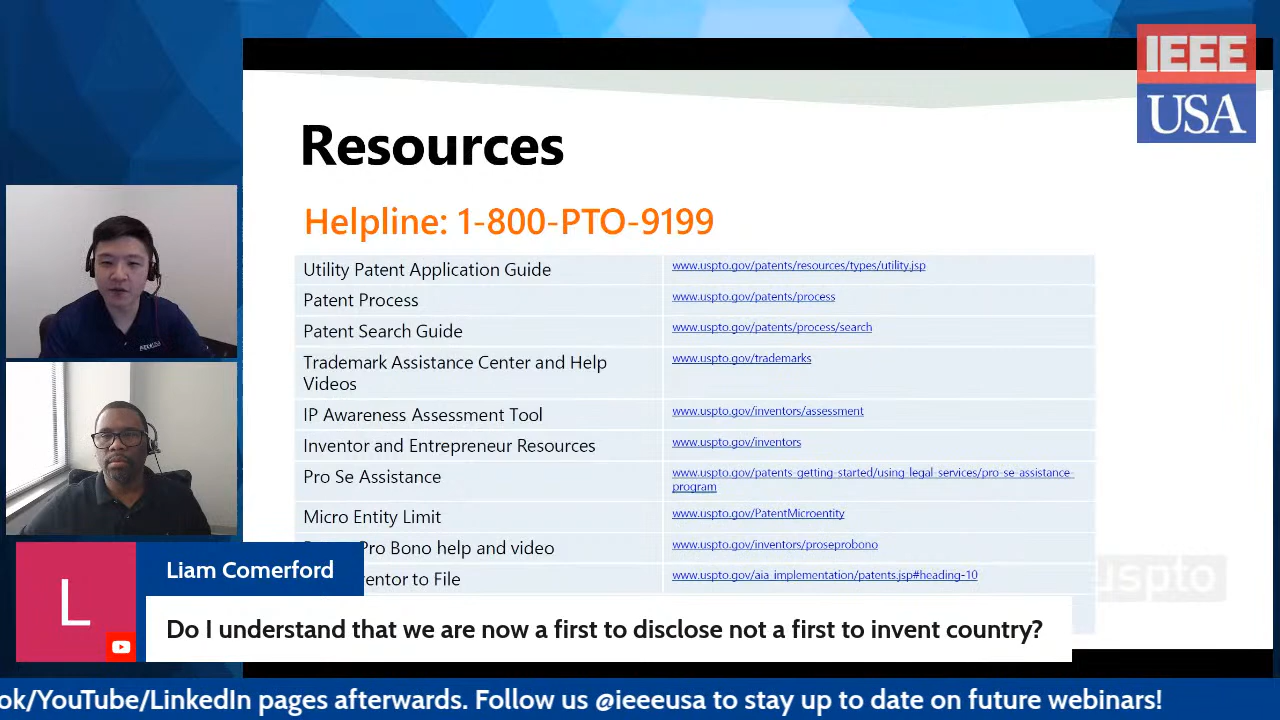 IEEE
USA
Resources
Helpline: 1-800-PTO-9199
Utility Patent Application Guide
www.uspto.gov/patents/resources/types/utility.jsp
Patent Process
www.uspto.gov/patents/process
Patent Search Guide
www.uspto.gov/patents/process/search
Trademark Assistance Center and Help
Videos
www.uspto.gov/trademarks
IP Awareness Assessment Tool
www.uspto.gov/inventors/assessment
Inventor and Entrepreneur Resources
www.uspto.gov/inventors
Pro Se Assistance
www.uspto.gov/patents-getting-started/using-legal-services/pro-se-assistance-
program
Micro Entity Limit
www.uspto.gov/PatentMicroentity
Pro Bono help and video
www.uspto.gov/inventors/proseprobono
to File
www.uspto.gov/aia_implementation/patents.jsp#heading-10
uspto
L
Liam Comerford
Do I understand that we are now a first to disclose not a first to invent country?
ok/YouTube/LinkedIn pages afterwards. Follow us @ieeeusa to stay up to date on future webinars!